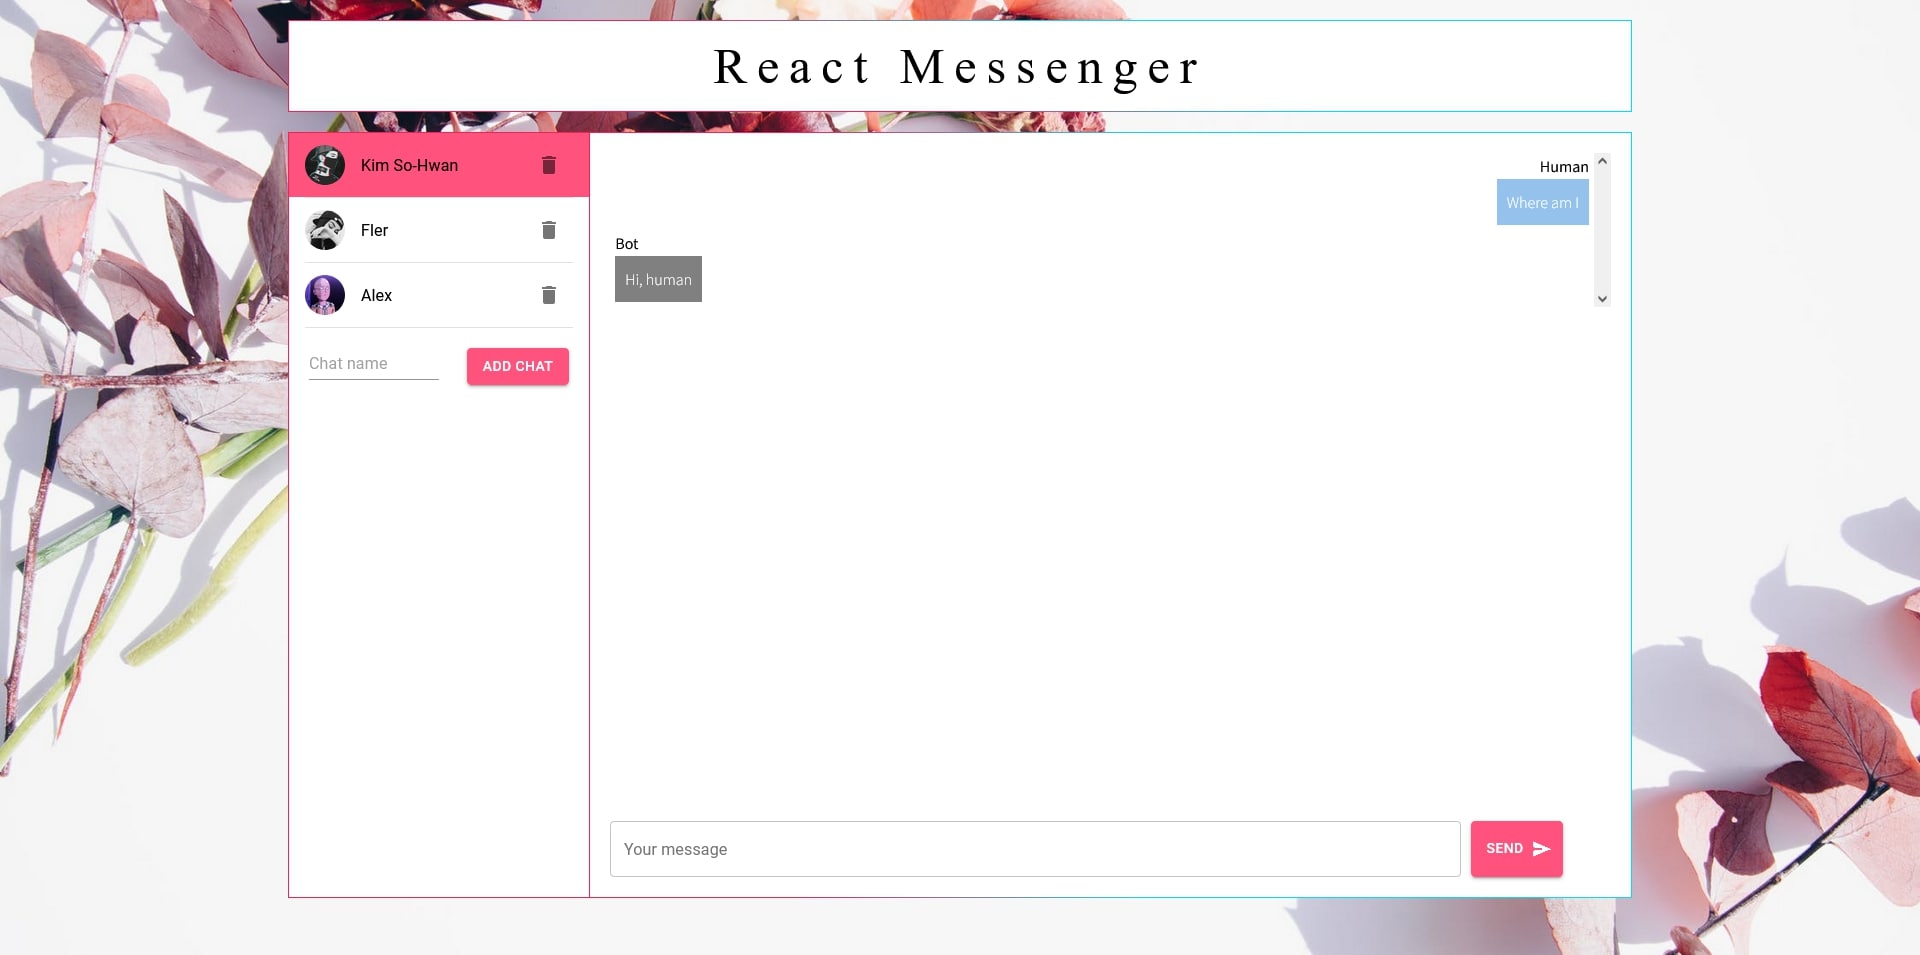 React Messenger
Kim So-Hwan
Fler
Alex
Chat name
ADD CHAT
Human
Where am I
Bot
Hi, human
Your message
SEND